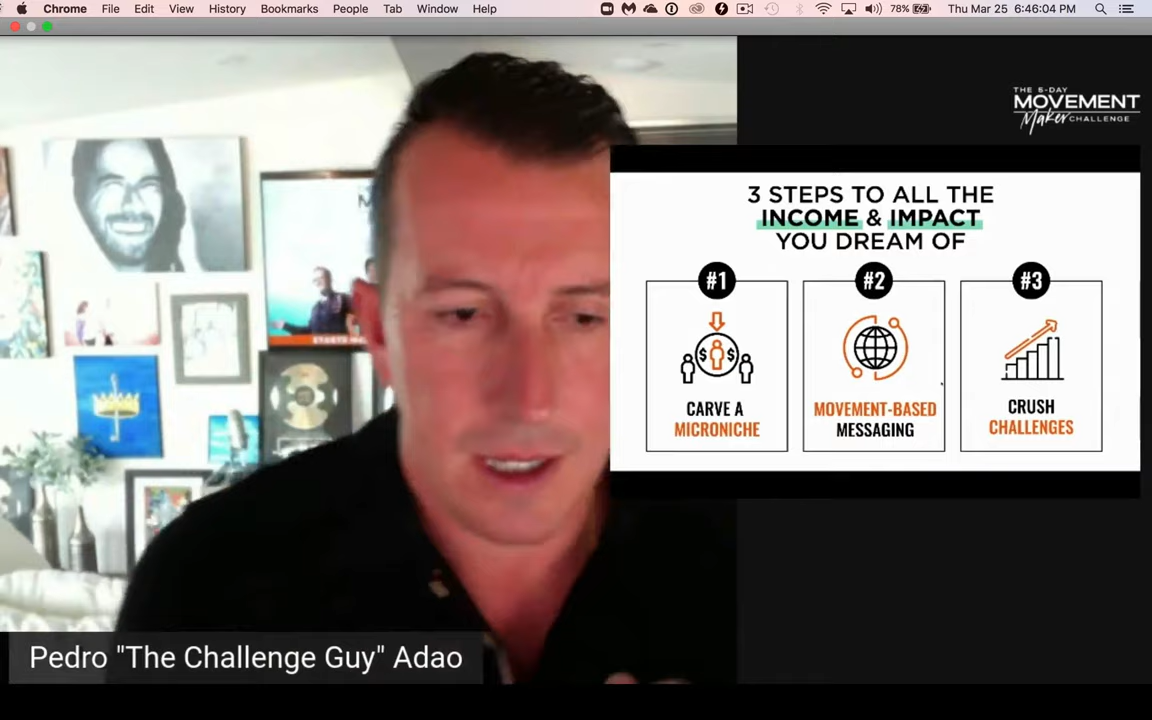 Chrome File Edit View History Bookmarks People Tab Window Help 78% Thu Mar 25 6:46:04 PM
THE 5-DAY
MOVEMENT
Maker CHALLENGE
3 STEPS TO ALL THE
INCOME & IMPACT
YOU DREAM OF
#1
CARVE A
MICRONICHE
#2
MOVEMENT-BASED
MESSAGING
#3
CRUSH
CHALLENGES
Pedro "The Challenge Guy" Adao